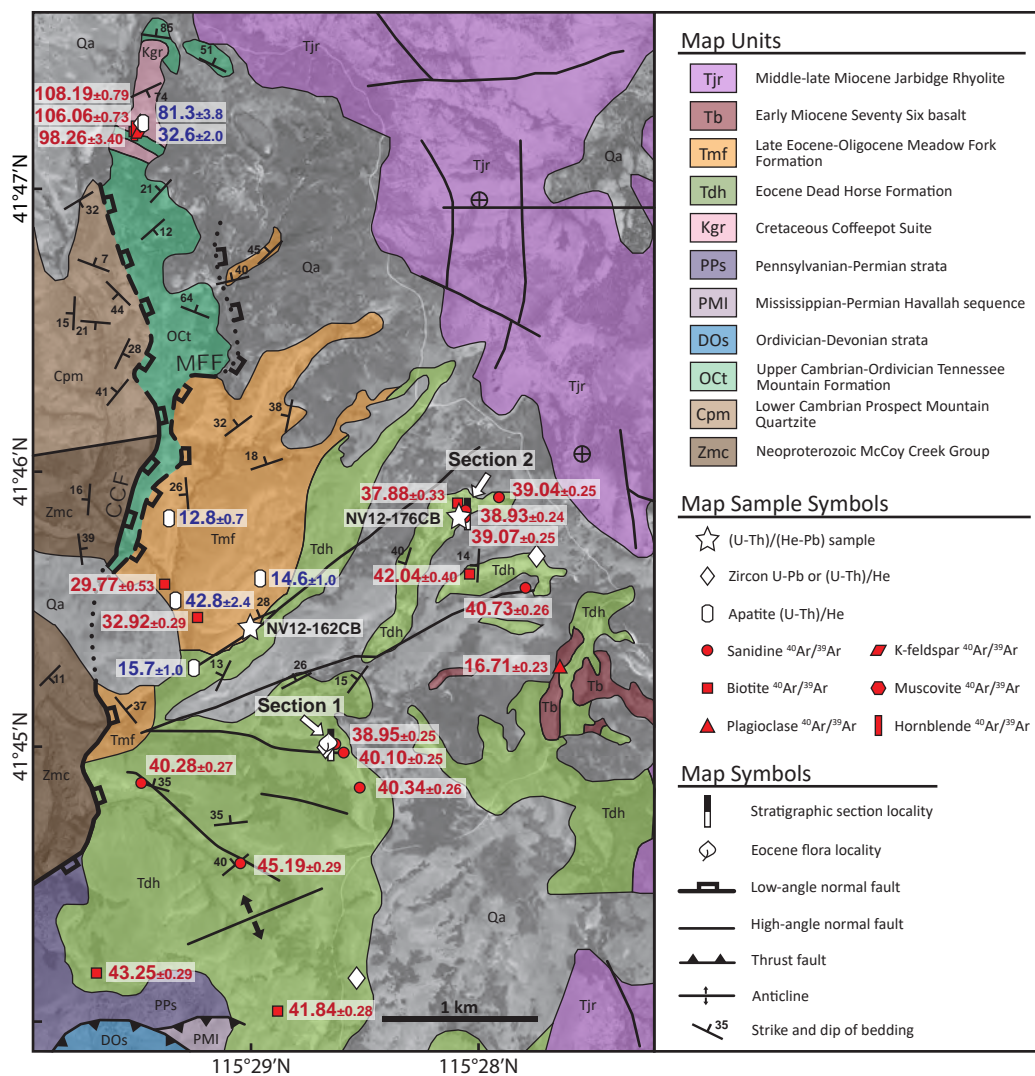 Qa
85
Kgr
51
Tjr
74
108.19±0.79
106.06±0.73
98.26±3.40
81.3±3.8
32.6±2.0
41°47'N
Tjr
Qa
32
21
12
7
45
40
Qa
44
64
15
21
OCt
28
MFF
Cpm
41
Tjr
38
32
18
41°46'N
16
CCF
26
Section 2
37.88±0.33
39.04±0.25
NV12-176CB
38.93±0.24
39.07±0.25
Zmc
12.8±0.7
Tmf
Tdh
39
40
14
Tdh
29.77±0.53
14.6±1.0
42.04±0.40
Qa
42.8±2.4
40.73±0.26
32.92±0.29
28
NV12-162CB
Tdh
Tdh
11
15.7±1.0
13
26
15
16.71±0.23
Tb
Tb
37
Section 1
41°45'N
Tmf
38.95±0.25
Zmc
40.10±0.25
40.28±0.27
35
40.34±0.26
35
Tdh
40
45.19±0.29
Tdh
Qa
43.25±0.29
PPs
41.84±0.28
1 km
Tjr
DOs
PMI
115°29'N
115°28'N
Map Units
Tjr Middle-late Miocene Jarbidge Rhyolite
Tb Early Miocene Seventy Six basalt
Tmf Late Eocene-Oligocene Meadow Fork
Formation
Tdh Eocene Dead Horse Formation
Kgr Cretaceous Coffeepot Suite
PPs Pennsylvanian-Permian strata
PMI Mississippian-Permian Havallah sequence
DOs Ordivician-Devonian strata
OCt Upper Cambrian-Ordivician Tennessee
Mountain Formation
Cpm Lower Cambrian Prospect Mountain
Quartzite
Zmc Neoproterozoic McCoy Creek Group
Map Sample Symbols
(U-Th)/(He-Pb) sample
Zircon U-Pb or (U-Th)/He
Apatite (U-Th)/He
Sanidine ⁴⁰Ar/³⁹Ar K-feldspar ⁴⁰Ar/³⁹Ar
Biotite ⁴⁰Ar/³⁹Ar Muscovite ⁴⁰Ar/³⁹Ar
Plagioclase ⁴⁰Ar/³⁹Ar Hornblende ⁴⁰Ar/³⁹Ar
Map Symbols
Stratigraphic section locality
Eocene flora locality
Low-angle normal fault
High-angle normal fault
Thrust fault
Anticline
35 Strike and dip of bedding